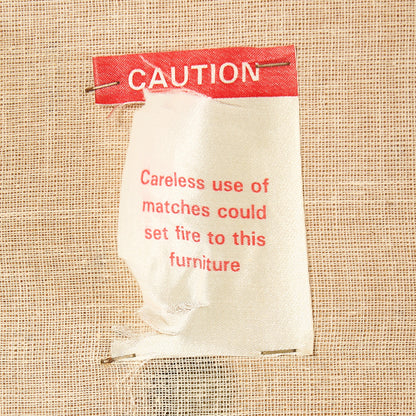 CAUTION
Careless use of
matches could
set fire to this
furniture